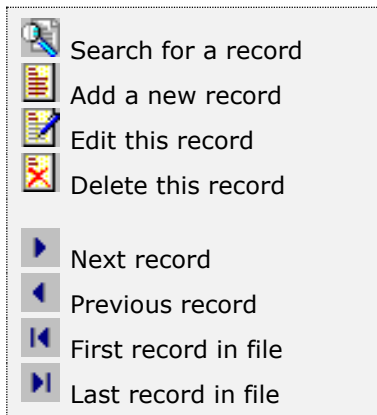 Search for a record
Add a new record
Edit this record
Delete this record
Next record
Previous record
First record in file
Last record in file